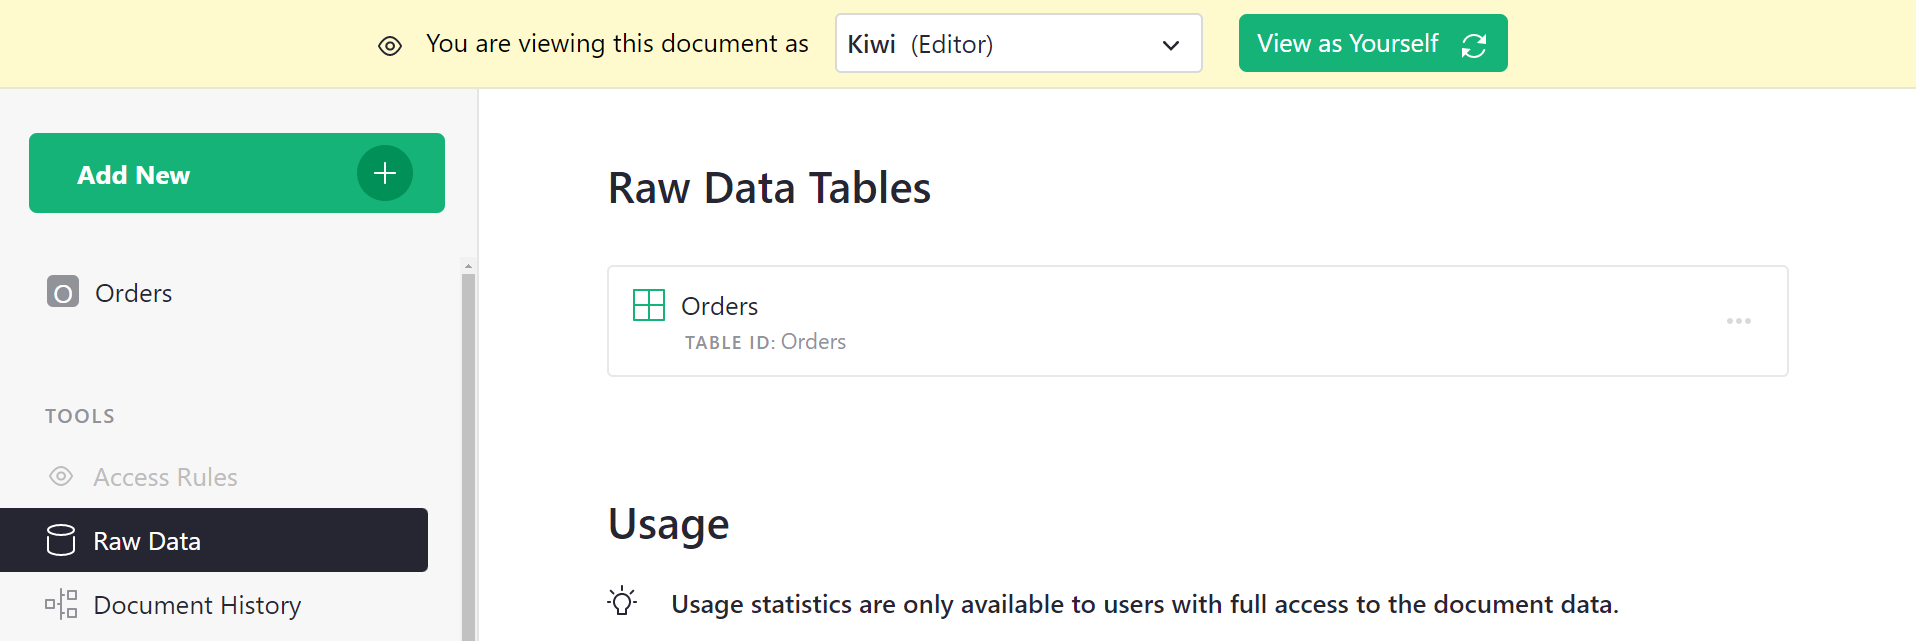 You are viewing this document as Kiwi (Editor) View as Yourself
Add New
O Orders
TOOLS
Access Rules
Raw Data
Document History
Raw Data Tables
Orders
TABLE ID: Orders
Usage
Usage statistics are only available to users with full access to the document data.